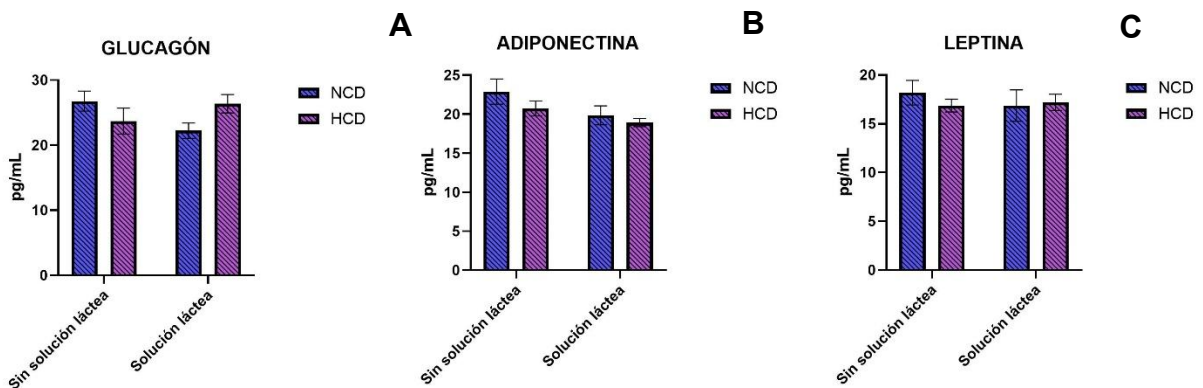 A
GLUCAGÓN
30
20
10
0
pg/mL
NCD
HCD
Sin solución láctea
Solución láctea
B
ADIPONECTINA
25
20
15
10
5
0
pg/mL
NCD
HCD
Sin solución láctea
Solución láctea
C
LEPTINA
20
15
10
5
0
pg/mL
NCD
HCD
Sin solución láctea
Solución láctea